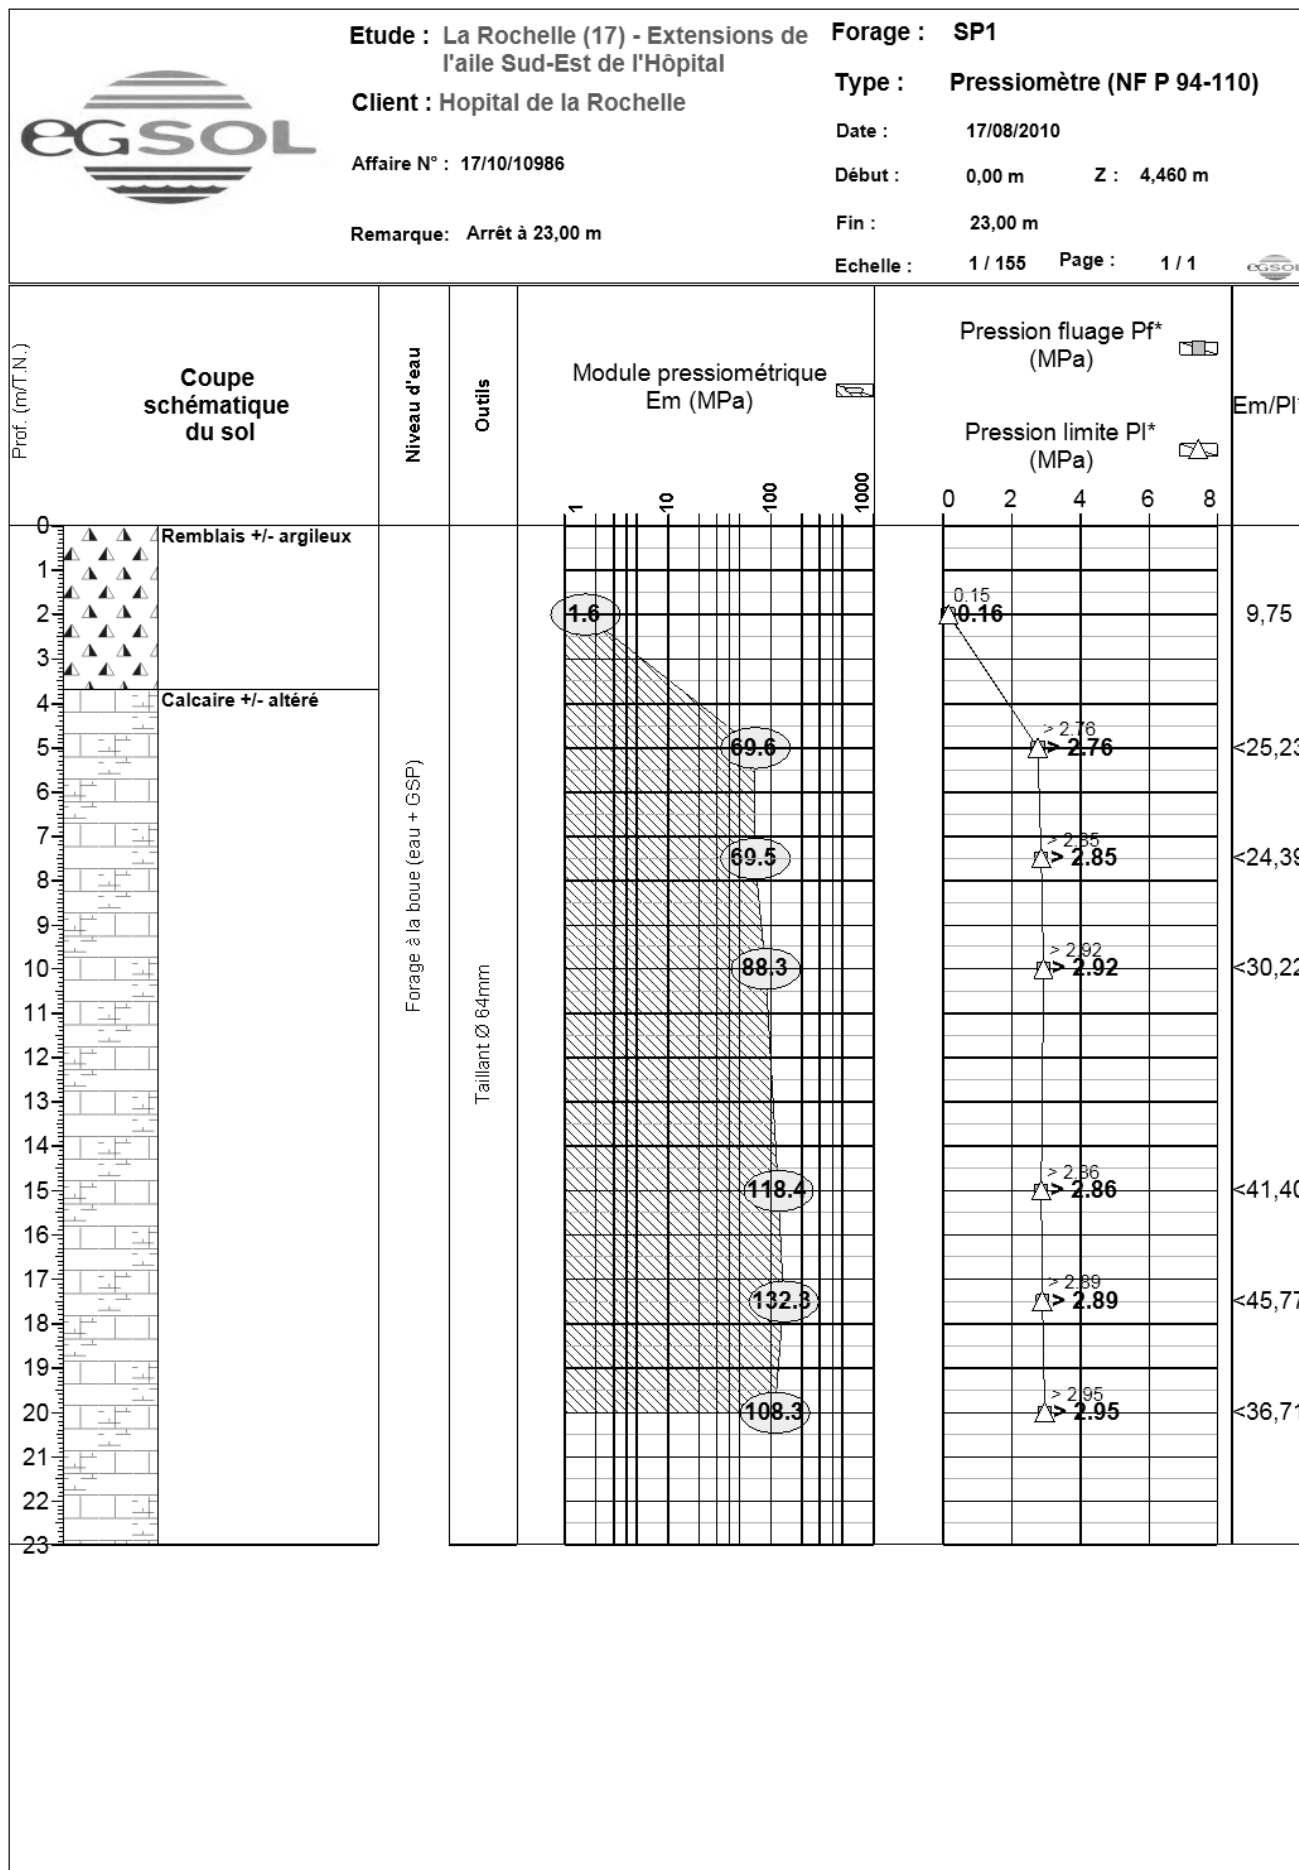 eGSOL
Etude : La Rochelle (17) - Extensions de
l'aile Sud-Est de l'Hôpital
Client : Hopital de la Rochelle
Affaire N° : 17/10/10986
Remarque: Arrêt à 23,00 m
Forage : SP1
Type : Pressiomètre (NF P 94-110)
Date : 17/08/2010
Début : 0,00 m Z : 4,460 m
Fin : 23,00 m
Echelle : 1 / 155 Page : 1 / 1
eGSOL
Prof. (m/T.N.)
Coupe
schématique
du sol
Niveau d'eau
Outils
Module pressiométrique
Em (MPa)
Pression fluage Pf*
(MPa)
Pression limite Pl*
(MPa)
Em/Pl*
1 10 100 1000
0 2 4 6 8
0
Remblais +/- argileux
1
0.15
2 1.6 0.16 9,75
3
4
Calcaire +/- altéré
> 2.76
5 69.6 > 2.76 <25,23
6
7
> 2.85
69.5 > 2.85 <24,39
8
9
> 2.92
10 88.3 > 2.92 <30,22
11
12
13
14
> 2.86
15 118.4 > 2.86 <41,40
16
17
> 2.89
132.3 > 2.89 <45,77
18
19
> 2.95
20 108.3 > 2.95 <36,71
21
22
23
Forage à la boue (eau + GSP)
Taillant Ø 64mm